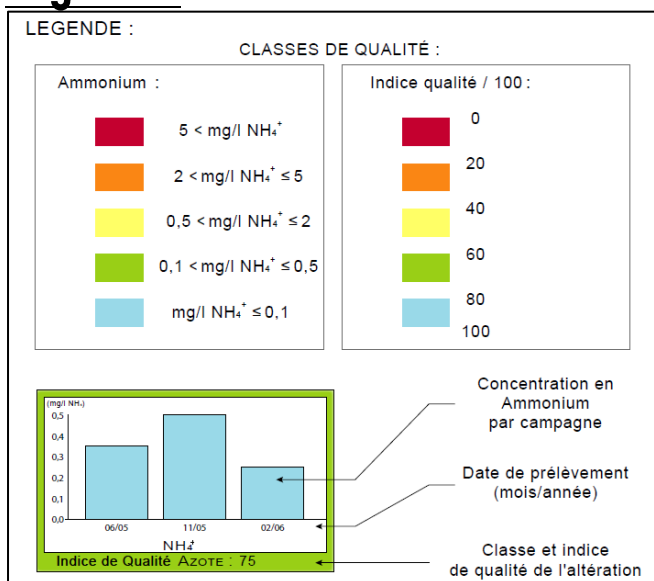 LEGENDE :
CLASSES DE QUALITÉ :
Ammonium :
5 < mg/l NH₄⁺
2 < mg/l NH₄⁺ ≤ 5
0,5 < mg/l NH₄⁺ ≤ 2
0,1 < mg/l NH₄⁺ ≤ 0,5
mg/l NH₄⁺ ≤ 0,1
Indice qualité / 100 :
0
20
40
60
80
100
(mg/l NH₄)
0,5
0,4
0,3
0,2
0,1
0,0
06/05 11/05 02/06
NH₄⁺
Indice de Qualité AZOTE : 75
Concentration en
Ammonium
par campagne
Date de prélèvement
(mois/année)
Classe et indice
de qualité de l'altération